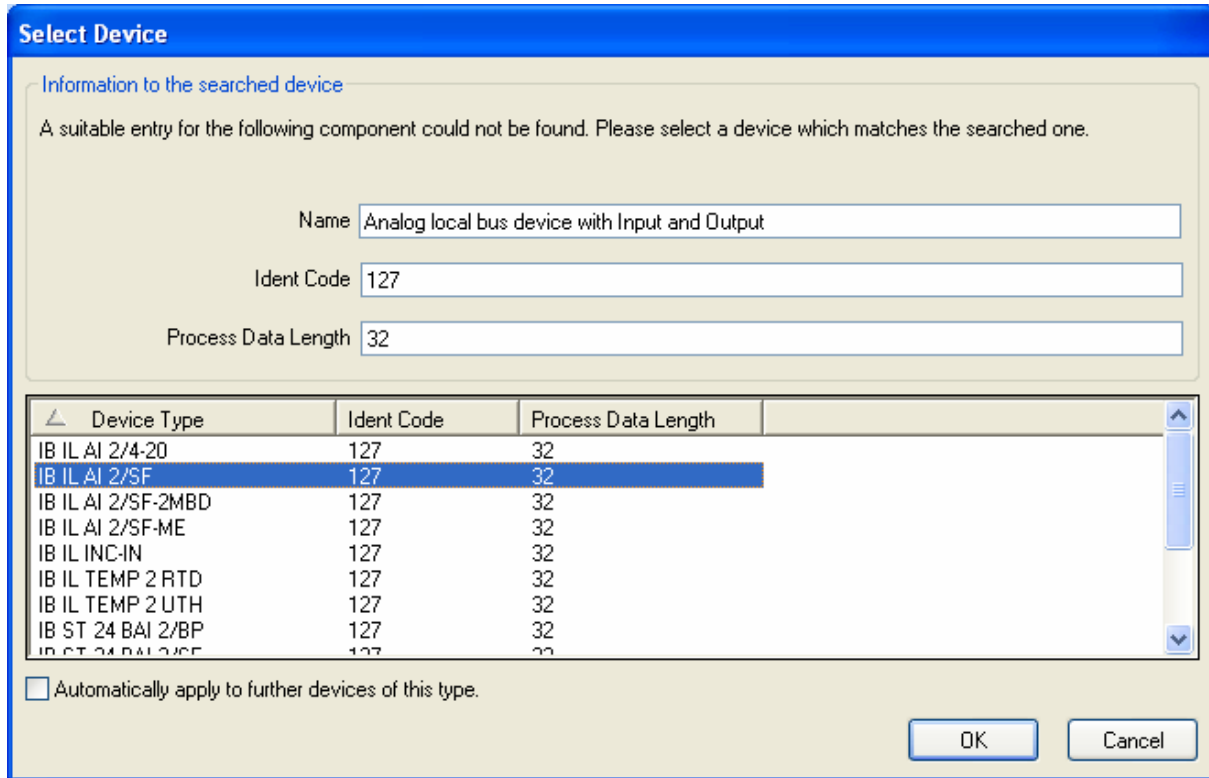 Select Device
Information to the searched device
A suitable entry for the following component could not be found. Please select a device which matches the searched one.
Name Analog local bus device with Input and Output
Ident Code 127
Process Data Length 32
Device Type Ident Code Process Data Length
IB IL AI 2/4-20 127 32
IB IL AI 2/SF 127 32
IB IL AI 2/SF-2MBD 127 32
IB IL AI 2/SF-ME 127 32
IB IL INC-IN 127 32
IB IL TEMP 2 RTD 127 32
IB IL TEMP 2 UTH 127 32
IB ST 24 BAI 2/BP 127 32
Automatically apply to further devices of this type.
OK Cancel